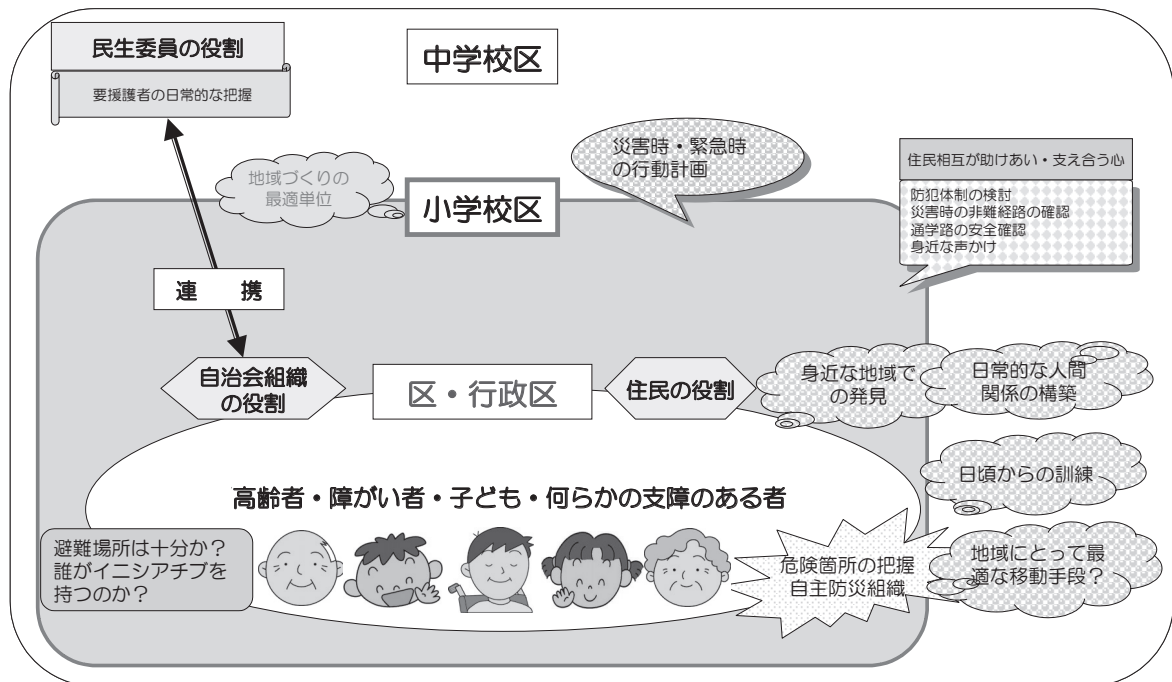 民生委員の役割
要援護者の日常的な把握
中学校区
地域づくりの
最適単位
小学校区
災害時・緊急時
の行動計画
住民相互が助けあい・支え合う心
防犯体制の検討
災害時の非難経路の確認
通学路の安全確認
身近な声かけ
連　携
自治会組織
の役割
区・行政区
住民の役割
身近な地域で
の発見
日常的な人間
関係の構築
日頃からの訓練
高齢者・障がい者・子ども・何らかの支障のある者
避難場所は十分か?
誰がイニシアチブを
持つのか?
危険箇所の把握
自主防災組織
地域にとって最
適な移動手段?